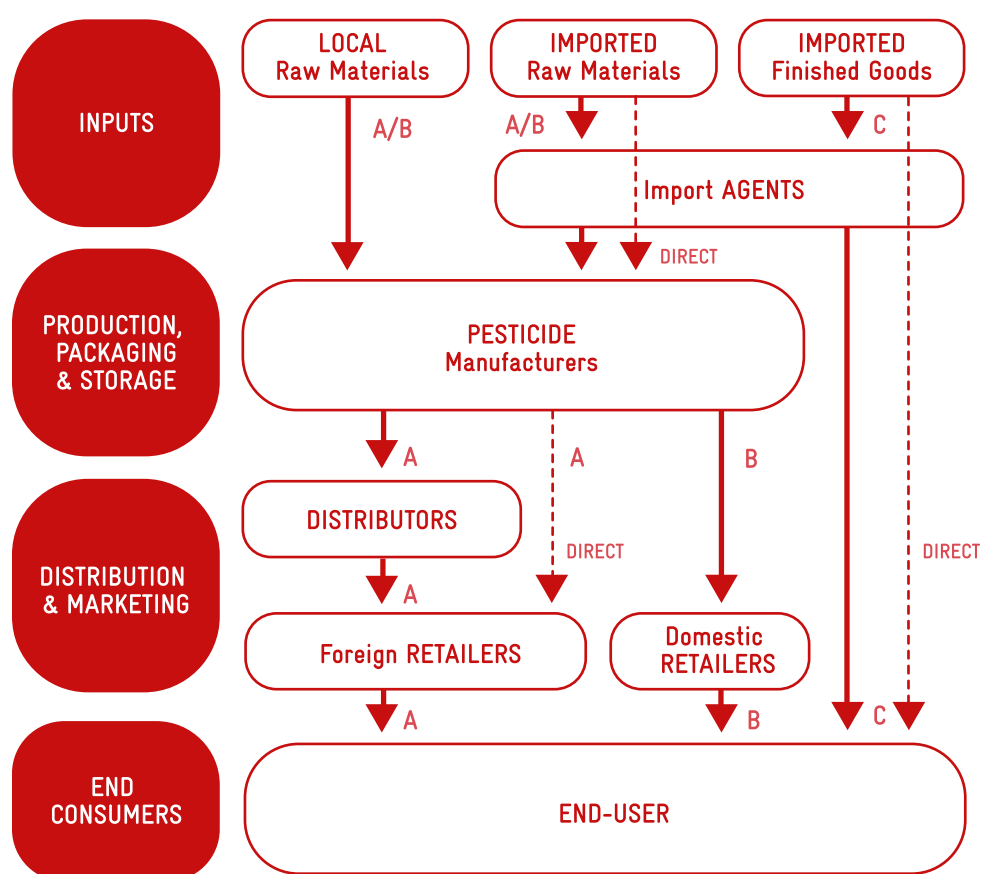 INPUTS
LOCAL
Raw Materials
IMPORTED
Raw Materials
IMPORTED
Finished Goods
A/B
A/B
C
Import AGENTS
DIRECT
PRODUCTION,
PACKAGING
& STORAGE
PESTICIDE
Manufacturers
A
A
B
DISTRIBUTION
& MARKETING
DISTRIBUTORS
DIRECT
DIRECT
A
Foreign RETAILERS
Domestic
RETAILERS
A
B
C
END
CONSUMERS
END-USER